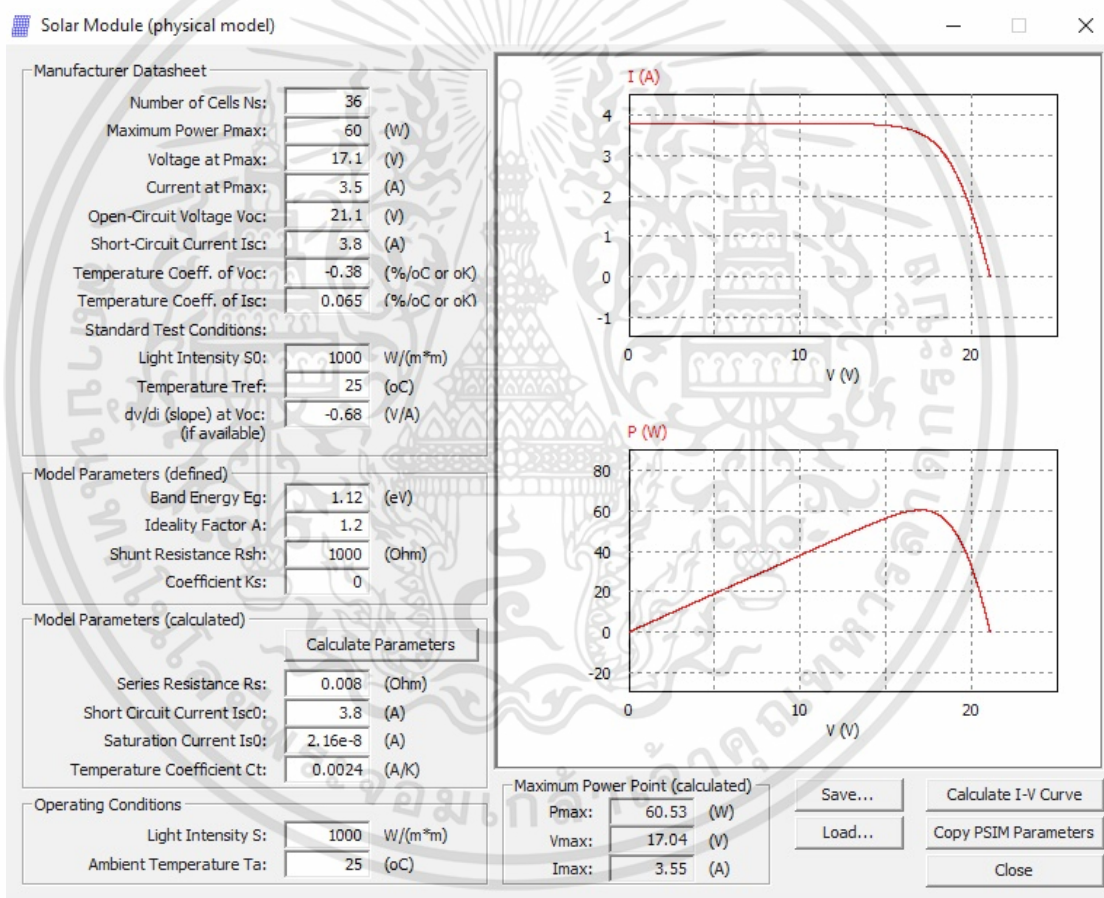 Solar Module (physical model)
Manufacturer Datasheet
Number of Cells Ns: 36
Maximum Power Pmax: 60 (W)
Voltage at Pmax: 17.1 (V)
Current at Pmax: 3.5 (A)
Open-Circuit Voltage Voc: 21.1 (V)
Short-Circuit Current Isc: 3.8 (A)
Temperature Coeff. of Voc: -0.38 (%/oC or oK)
Temperature Coeff. of Isc: 0.065 (%/oC or oK)
Standard Test Conditions:
Light Intensity S0: 1000 W/(m*m)
Temperature Tref: 25 (oC)
dv/di (slope) at Voc: -0.68 (V/A)
(if available)
Model Parameters (defined)
Band Energy Eg: 1.12 (eV)
Ideality Factor A: 1.2
Shunt Resistance Rsh: 1000 (Ohm)
Coefficient Ks: 0
Model Parameters (calculated)
Calculate Parameters
Series Resistance Rs: 0.008 (Ohm)
Short Circuit Current Isc0: 3.8 (A)
Saturation Current Is0: 2.16e-8 (A)
Temperature Coefficient Ct: 0.0024 (A/K)
Operating Conditions
Light Intensity S: 1000 W/(m*m)
Ambient Temperature Ta: 25 (oC)
I (A)
4
3
2
1
0
-1
0 10 20
V (V)
P (W)
80
60
40
20
0
-20
0 10 20
V (V)
Maximum Power Point (calculated)
Pmax: 60.53 (W)
Vmax: 17.04 (V)
Imax: 3.55 (A)
Save...
Load...
Calculate I-V Curve
Copy PSIM Parameters
Close